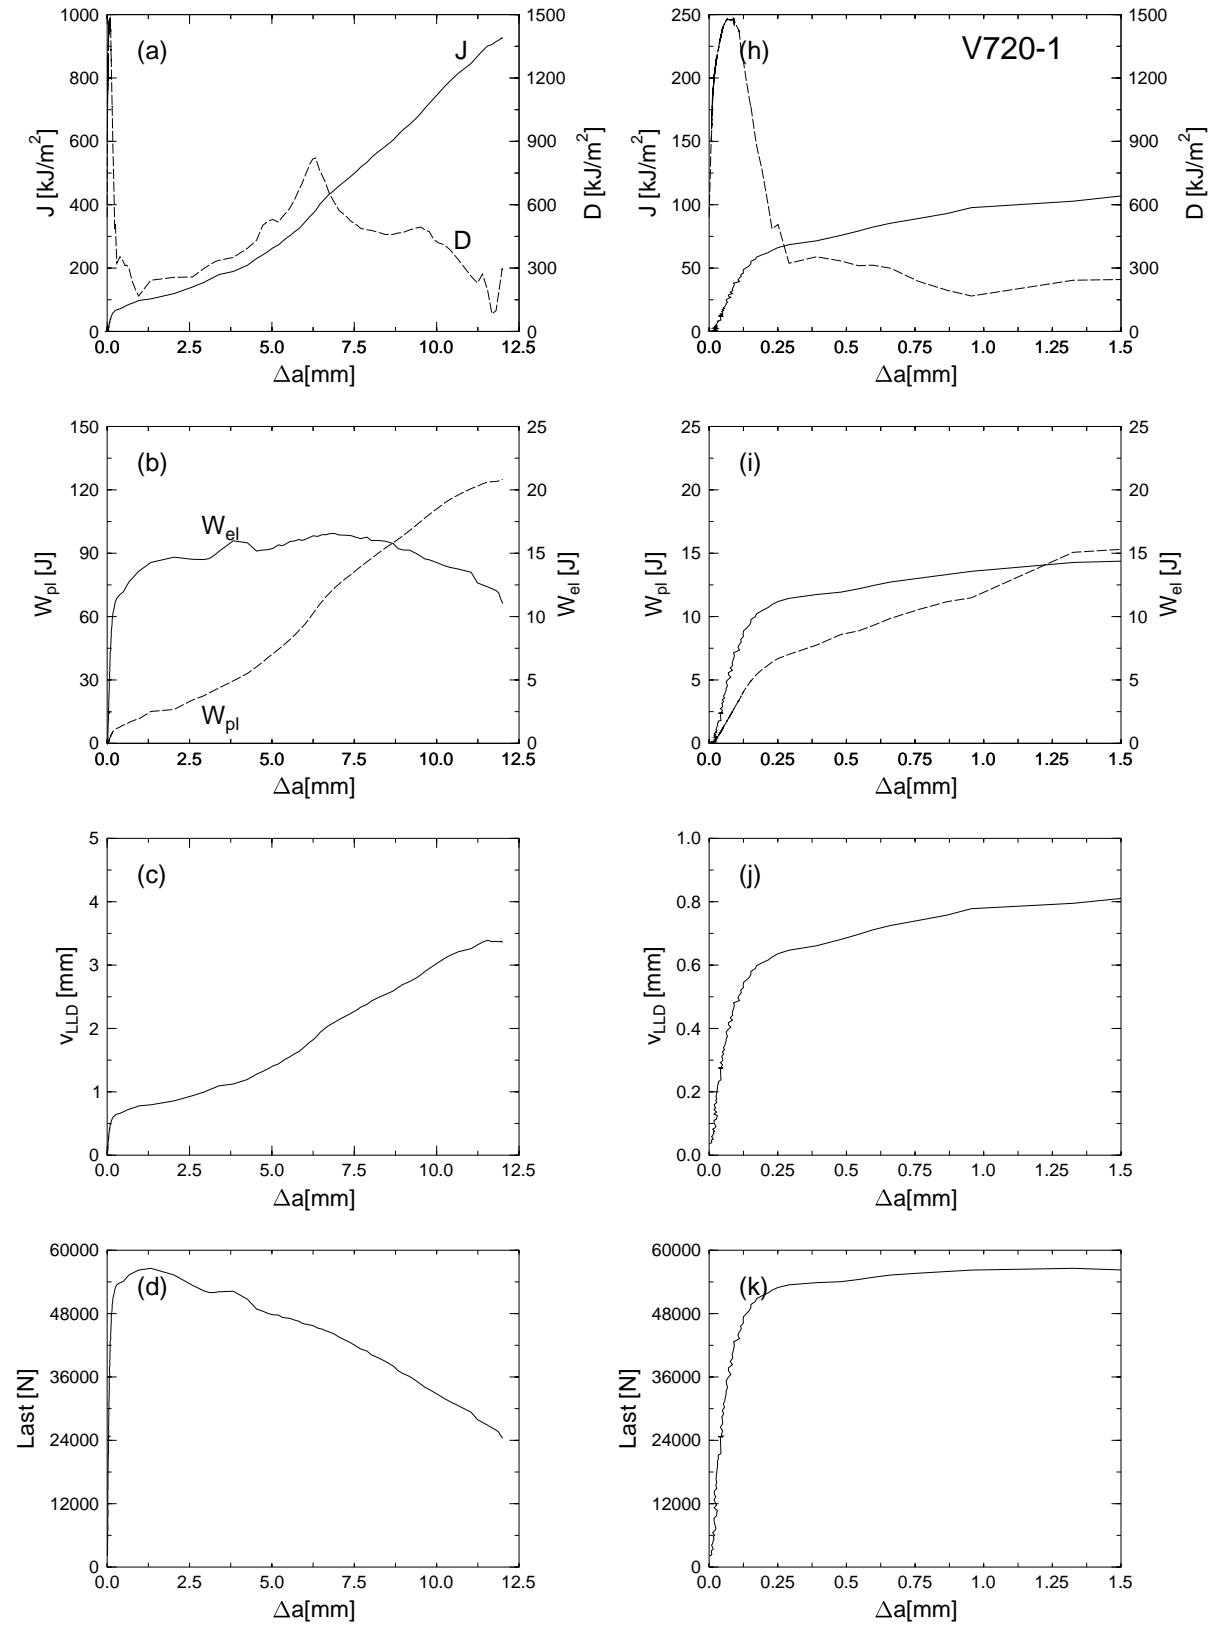 (a)
J
D
J [kJ/m²]
D [kJ/m²]
1000
800
600
400
200
0
1500
1200
900
600
300
0
0.0 2.5 5.0 7.5 10.0 12.5
Δa[mm]
(h)
V720-1
J [kJ/m²]
D [kJ/m²]
250
200
150
100
50
0
1500
1200
900
600
300
0
0.0 0.25 0.5 0.75 1.0 1.25 1.5
Δa[mm]
(b)
W_el
W_pl
W_pl [J]
W_el [J]
150
120
90
60
30
0
25
20
15
10
5
0
0.0 2.5 5.0 7.5 10.0 12.5
Δa[mm]
(i)
W_pl [J]
W_el [J]
25
20
15
10
5
0
25
20
15
10
5
0
0.0 0.25 0.5 0.75 1.0 1.25 1.5
Δa[mm]
(c)
v_LLD [mm]
5
4
3
2
1
0
0.0 2.5 5.0 7.5 10.0 12.5
Δa[mm]
(j)
v_LLD [mm]
1.0
0.8
0.6
0.4
0.2
0.0
0.0 0.25 0.5 0.75 1.0 1.25 1.5
Δa[mm]
(d)
Last [N]
60000
48000
36000
24000
12000
0
0.0 2.5 5.0 7.5 10.0 12.5
Δa[mm]
(k)
Last [N]
60000
48000
36000
24000
12000
0
0.0 0.25 0.5 0.75 1.0 1.25 1.5
Δa[mm]